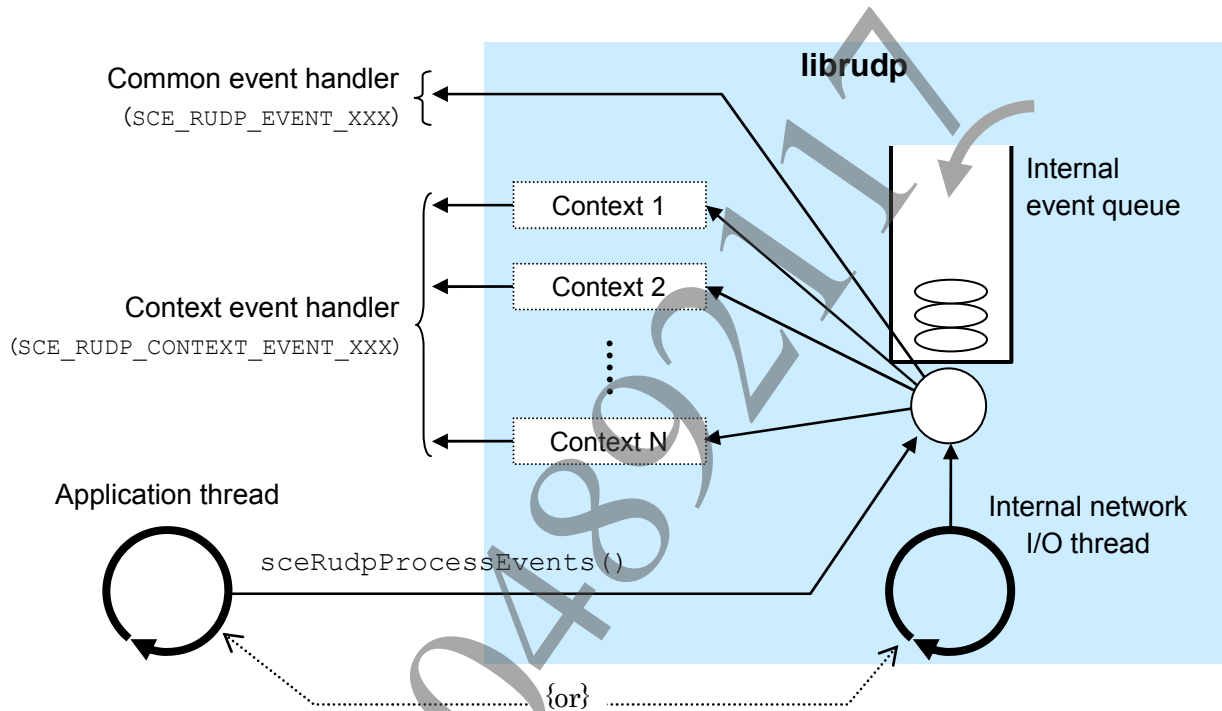 librudp
Common event handler
(SCE_RUDP_EVENT_XXX)
Internal
event queue
Context 1
Context 2
Context event handler
(SCE_RUDP_CONTEXT_EVENT_XXX)
Context N
Application thread
Internal network
I/O thread
sceRudpProcessEvents()
{or}
04892117